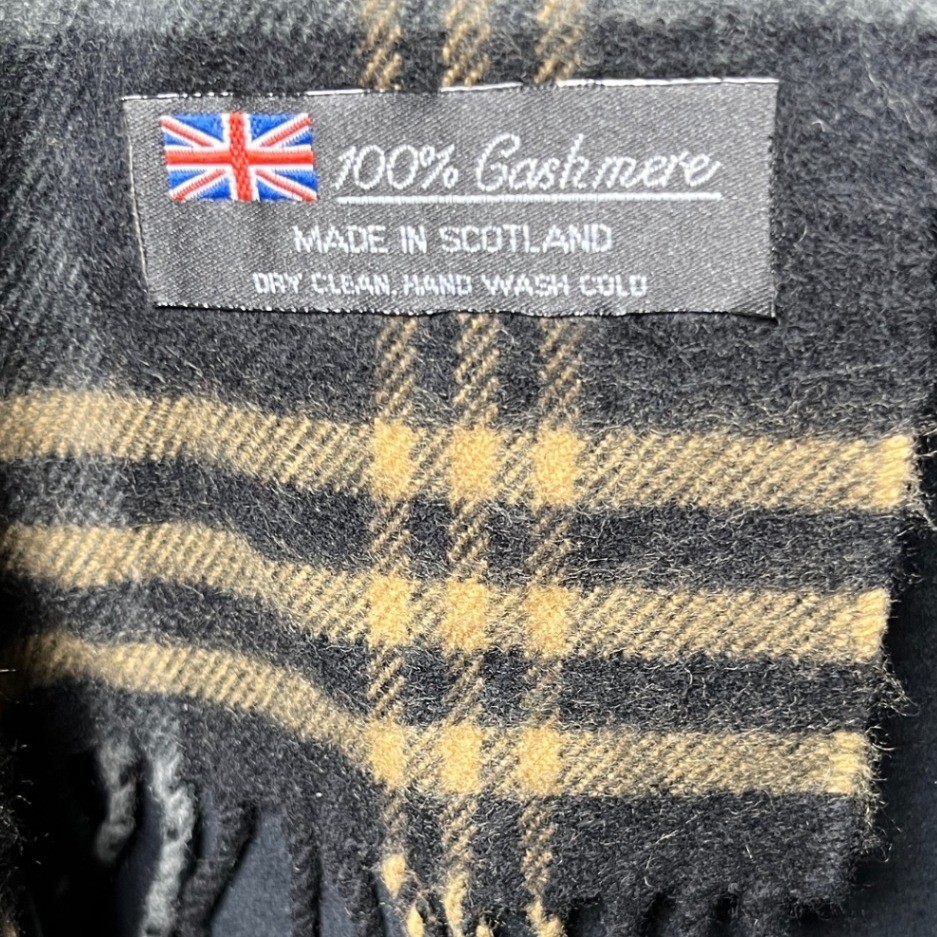 100% Cashmere
MADE IN SCOTLAND
DRY CLEAN. HAND WASH COLD